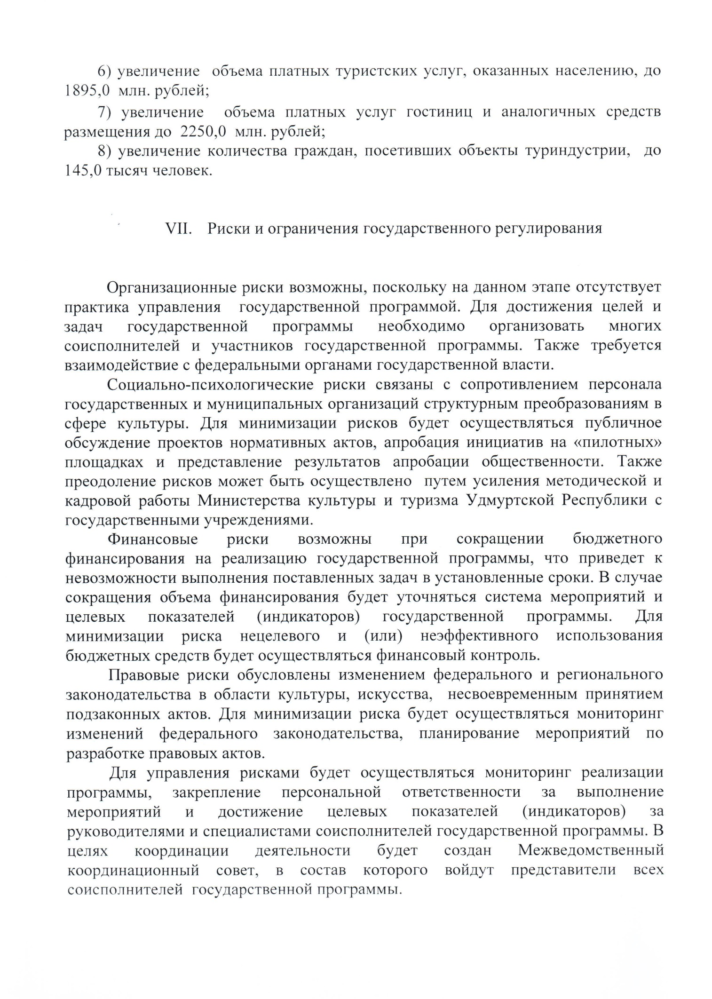 6) увеличение объема платных туристских услуг, оказанных населению, до
1895,0 млн. рублей;
7) увеличение объема платных услуг гостиниц и аналогичных средств
размещения до 2250,0 млн. рублей;
8) увеличение количества граждан, посетивших объекты туриндустрии, до
145,0 тысяч человек.
VII. Риски и ограничения государственного регулирования
Организационные риски возможны, поскольку на данном этапе отсутствует
практика управления государственной программой. Для достижения целей и
задач государственной программы необходимо организовать многих
соисполнителей и участников государственной программы. Также требуется
взаимодействие с федеральными органами государственной власти.
Социально-психологические риски связаны с сопротивлением персонала
государственных и муниципальных организаций структурным преобразованиям в
сфере культуры. Для минимизации рисков будет осуществляться публичное
обсуждение проектов нормативных актов, апробация инициатив на «пилотных»
площадках и представление результатов апробации общественности. Также
преодоление рисков может быть осуществлено путем усиления методической и
кадровой работы Министерства культуры и туризма Удмуртской Республики с
государственными учреждениями.
Финансовые риски возможны при сокращении бюджетного
финансирования на реализацию государственной программы, что приведет к
невозможности выполнения поставленных задач в установленные сроки. В случае
сокращения объема финансирования будет уточняться система мероприятий и
целевых показателей (индикаторов) государственной программы. Для
минимизации риска нецелевого и (или) неэффективного использования
бюджетных средств будет осуществляться финансовый контроль.
Правовые риски обусловлены изменением федерального и регионального
законодательства в области культуры, искусства, несвоевременным принятием
подзаконных актов. Для минимизации риска будет осуществляться мониторинг
изменений федерального законодательства, планирование мероприятий по
разработке правовых актов.
Для управления рисками будет осуществляться мониторинг реализации
программы, закрепление персональной ответственности за выполнение
мероприятий и достижение целевых показателей (индикаторов) за
руководителями и специалистами соисполнителей государственной программы. В
целях координации деятельности будет создан Межведомственный
координационный совет, в состав которого войдут представители всех
соисполнителей государственной программы.